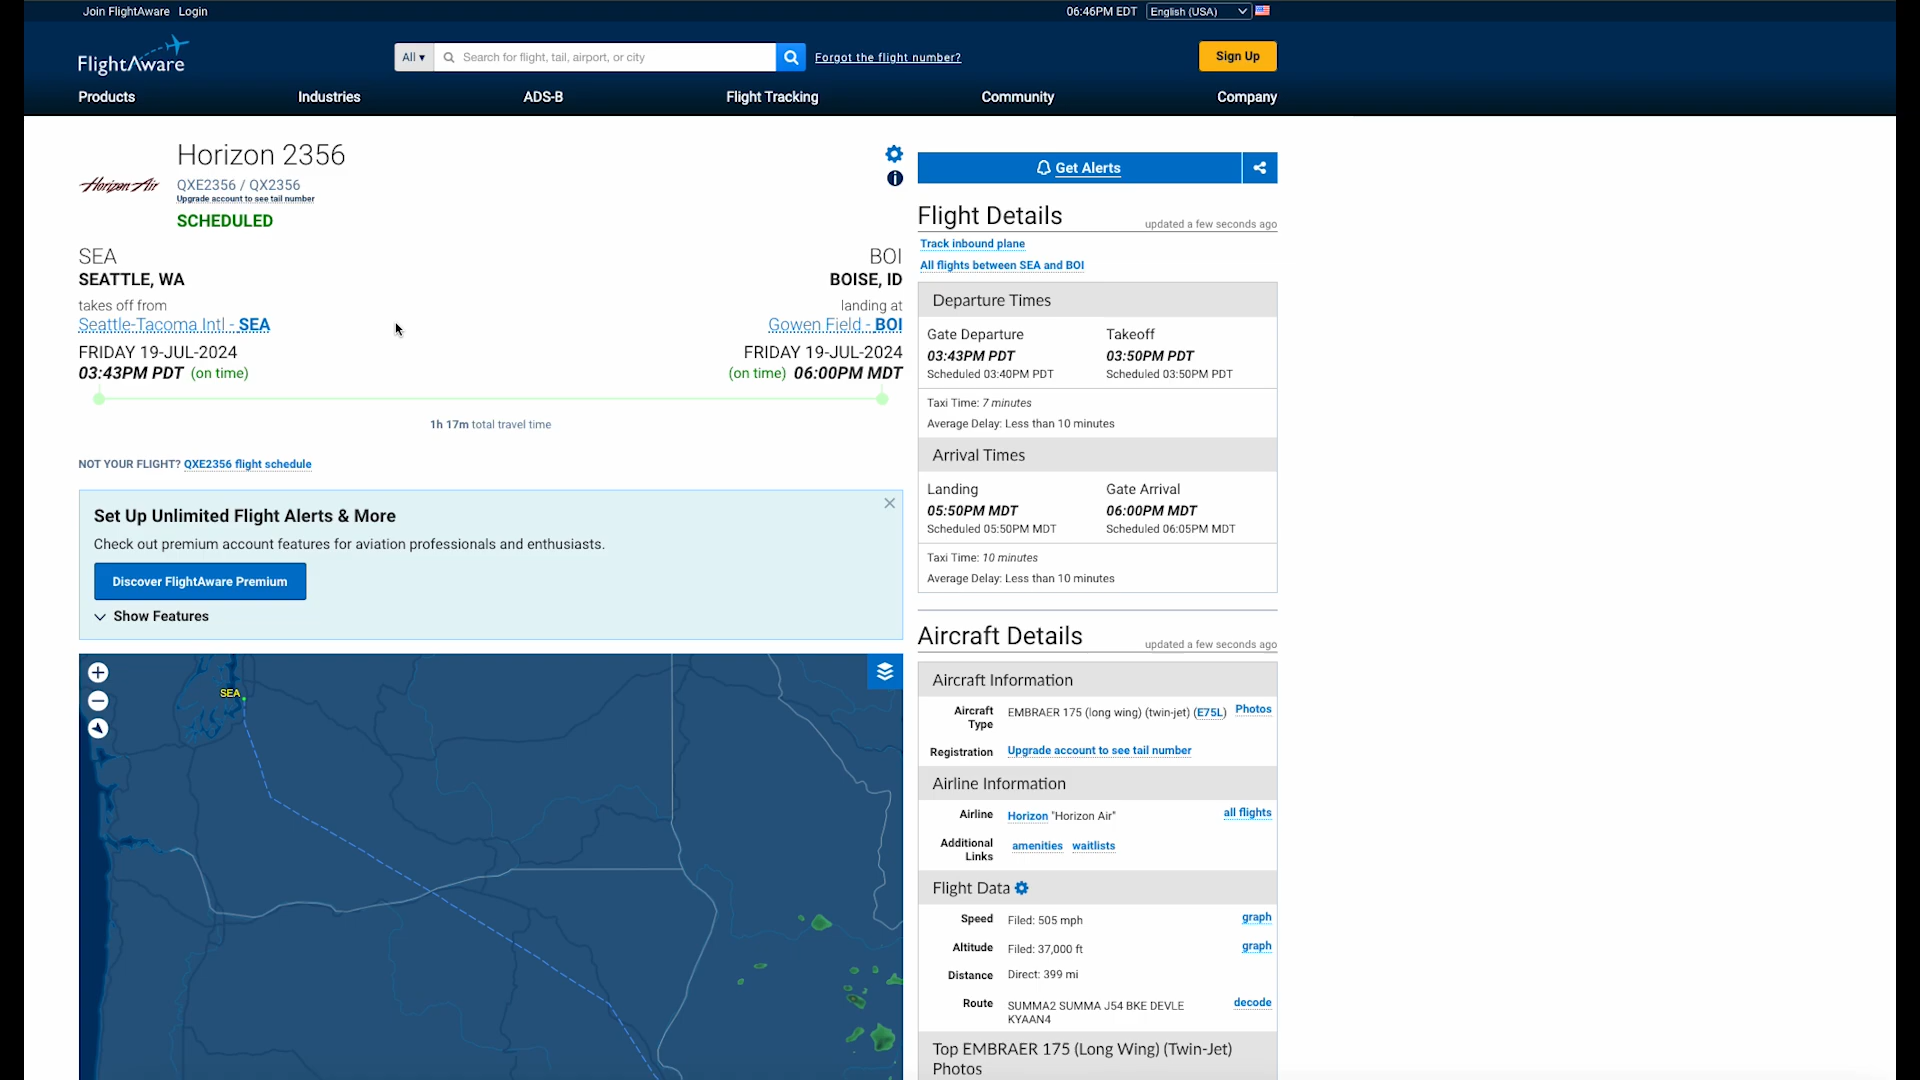 Join FlightAware Login
06:46PM EDT English (USA)
FlightAware
All ▾ Search for flight, tail, airport, or city
Forgot the flight number?
Sign Up
Products Industries ADS-B Flight Tracking Community Company
Horizon Air
Horizon 2356
QXE2356 / QX2356
Upgrade account to see tail number
SCHEDULED
SEA
SEATTLE, WA
takes off from
Seattle-Tacoma Intl - SEA
FRIDAY 19-JUL-2024
03:43PM PDT (on time)
BOI
BOISE, ID
landing at
Gowen Field - BOI
FRIDAY 19-JUL-2024
(on time) 06:00PM MDT
1h 17m total travel time
NOT YOUR FLIGHT? QXE2356 flight schedule
Set Up Unlimited Flight Alerts & More
Check out premium account features for aviation professionals and enthusiasts.
Discover FlightAware Premium
Show Features
SEA
Get Alerts
Flight Details
updated a few seconds ago
Track inbound plane
All flights between SEA and BOI
Departure Times
Gate Departure Takeoff
03:43PM PDT 03:50PM PDT
Scheduled 03:40PM PDT Scheduled 03:50PM PDT
Taxi Time: 7 minutes
Average Delay: Less than 10 minutes
Arrival Times
Landing Gate Arrival
05:50PM MDT 06:00PM MDT
Scheduled 05:50PM MDT Scheduled 06:05PM MDT
Taxi Time: 10 minutes
Average Delay: Less than 10 minutes
Aircraft Details
updated a few seconds ago
Aircraft Information
Aircraft Type EMBRAER 175 (long wing) (twin-jet) (E75L) Photos
Registration Upgrade account to see tail number
Airline Information
Airline Horizon "Horizon Air" all flights
Additional Links amenities waitlists
Flight Data
Speed Filed: 505 mph graph
Altitude Filed: 37,000 ft graph
Distance Direct: 399 mi
Route SUMMA2 SUMMA J54 BKE DEVLE decode
KYAAN4
Top EMBRAER 175 (Long Wing) (Twin-Jet)
Photos